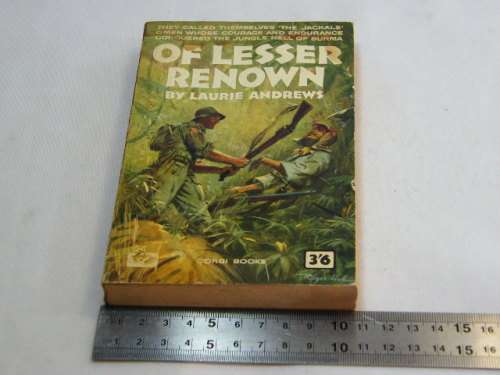 THEY CALLED THEMSELVES 'THE JACKALS'
MEN WHOSE COURAGE AND ENDURANCE
CONQUERED THE JUNGLE HELL OF BURMA
OF LESSER
RENOWN
BY LAURIE ANDREWS
CORGI BOOKS
3'6
1 2 3 4 5 6 7 8 9 10 11 12 13 14 15 16
1 2 3 4 5 6 7 8 9 10 11 12 13 14 15 16